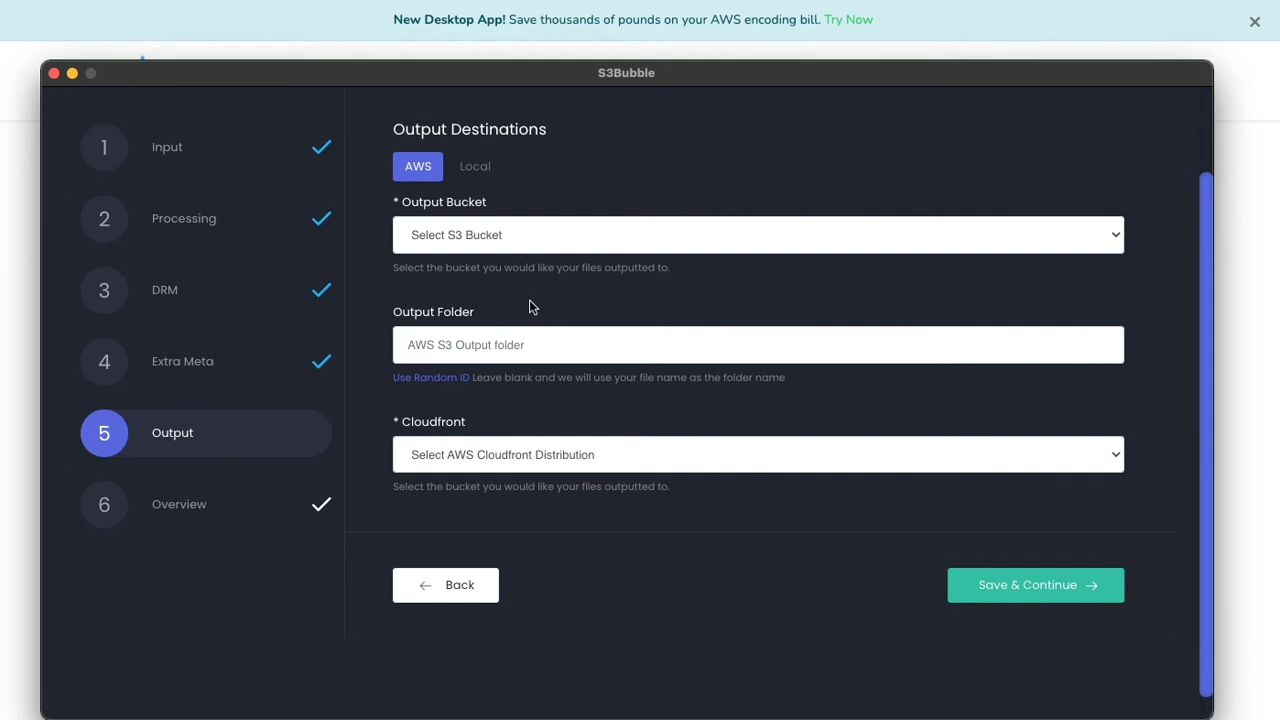 New Desktop App! Save thousands of pounds on your AWS encoding bill. Try Now
S3Bubble
1 Input
2 Processing
3 DRM
4 Extra Meta
5 Output
6 Overview
Output Destinations
AWS Local
* Output Bucket
Select S3 Bucket
Select the bucket you would like your files outputted to.
Output Folder
AWS S3 Output folder
Use Random ID Leave blank and we will use your file name as the folder name
* Cloudfront
Select AWS Cloudfront Distribution
Select the bucket you would like your files outputted to.
Back
Save & Continue